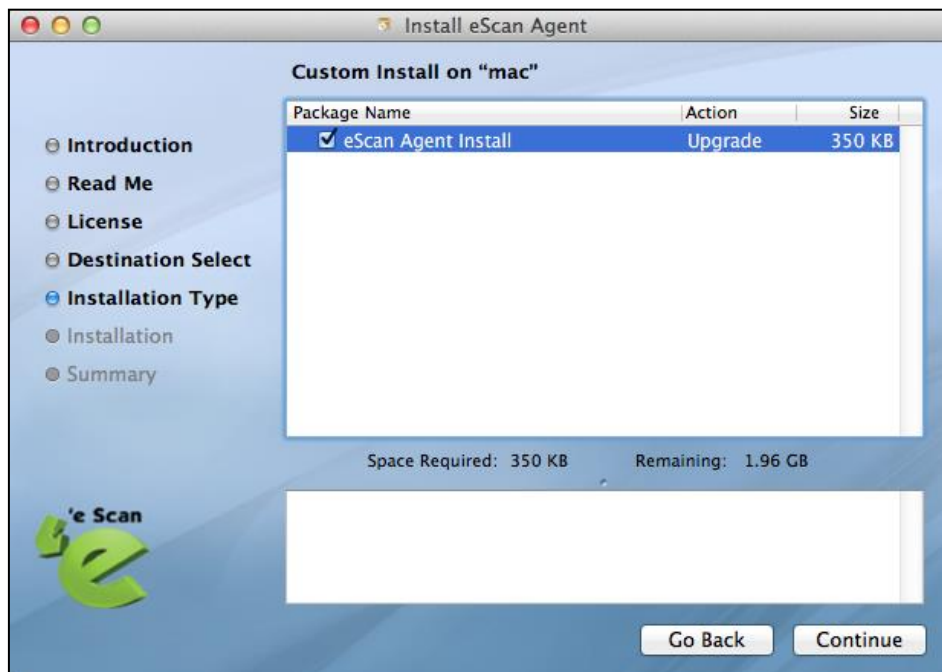 Install eScan Agent
Custom Install on “mac”
Package Name Action Size
eScan Agent Install Upgrade 350 KB
Introduction
Read Me
License
Destination Select
Installation Type
Installation
Summary
Space Required: 350 KB Remaining: 1.96 GB
'e Scan
Go Back Continue